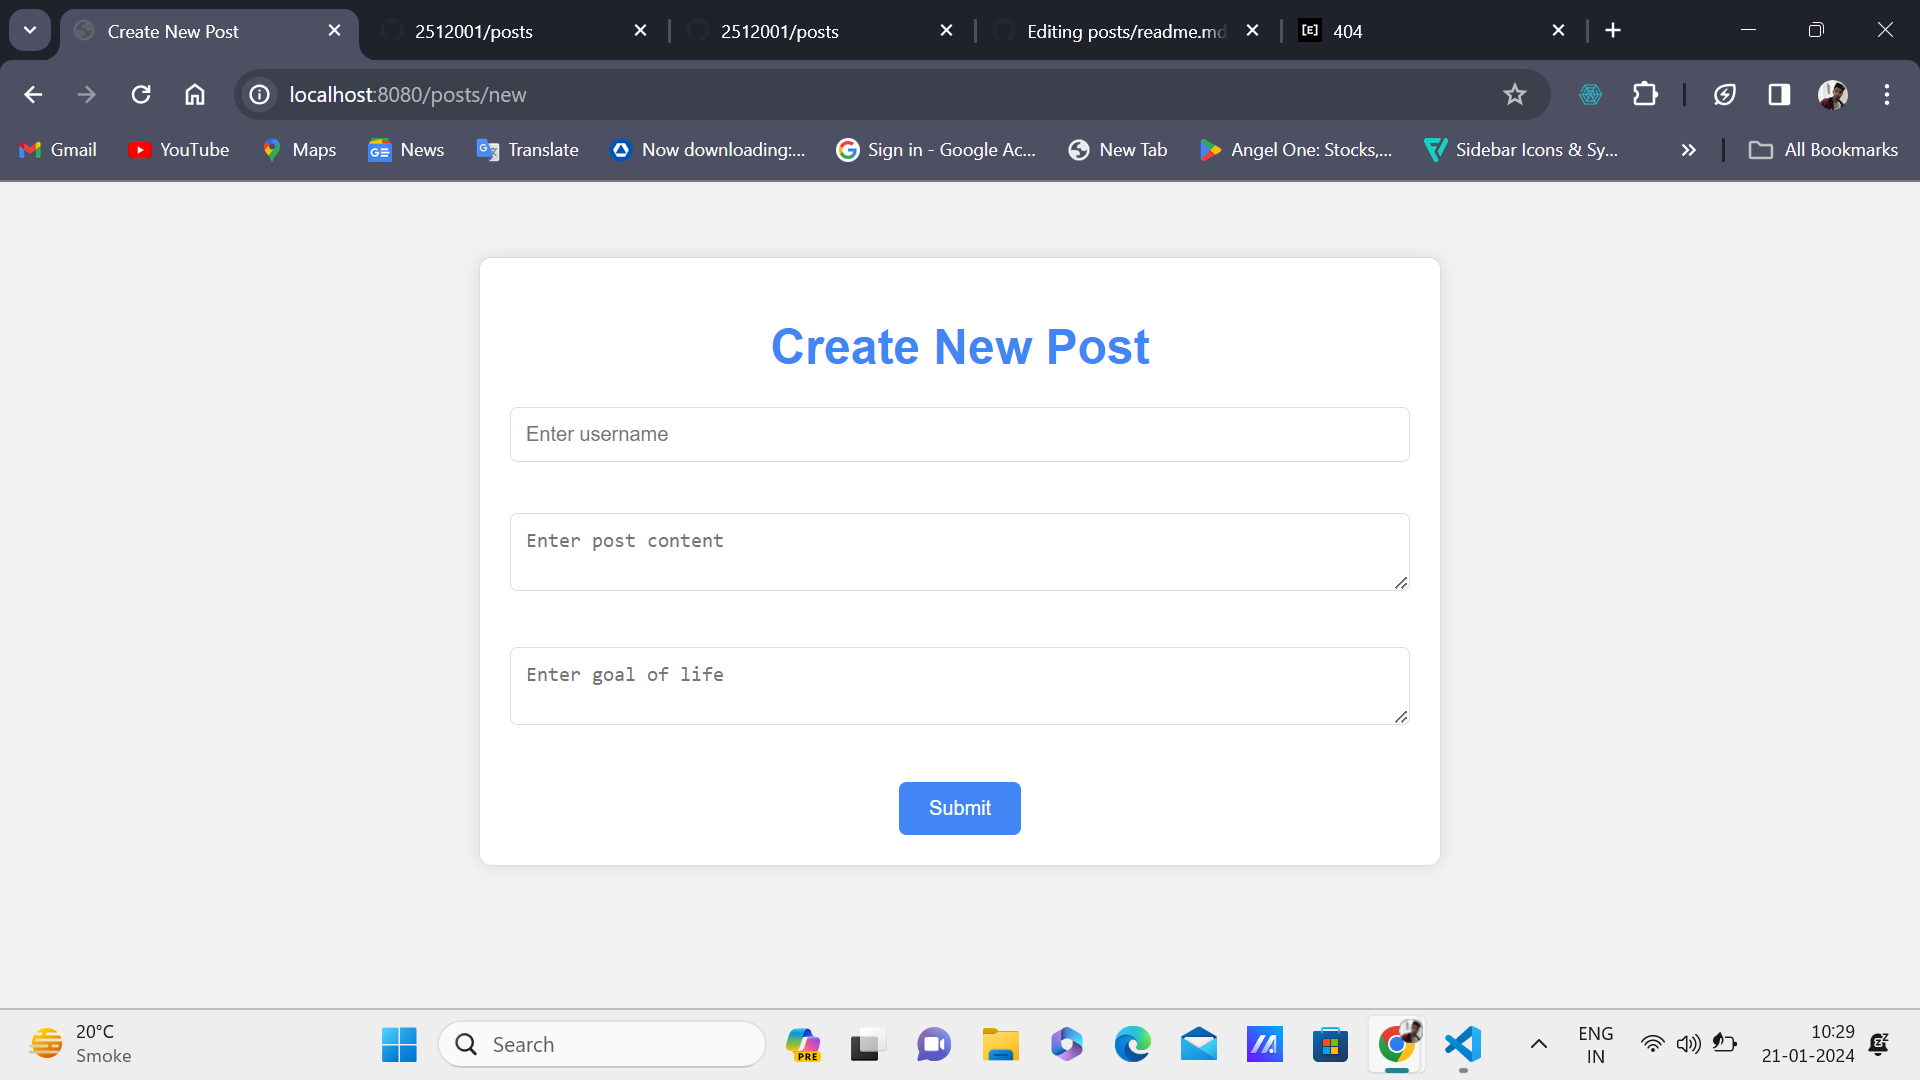 Create New Post
2512001/posts
2512001/posts
Editing posts/readme.md
[E] 404
localhost:8080/posts/new
Gmail
YouTube
Maps
News
Translate
Now downloading:...
Sign in - Google Ac...
New Tab
Angel One: Stocks,...
Sidebar Icons & Sy...
All Bookmarks
Create New Post
Enter username
Enter post content
Enter goal of life
Submit
20°C
Smoke
Search
PRE
ENG
IN
10:29
21-01-2024